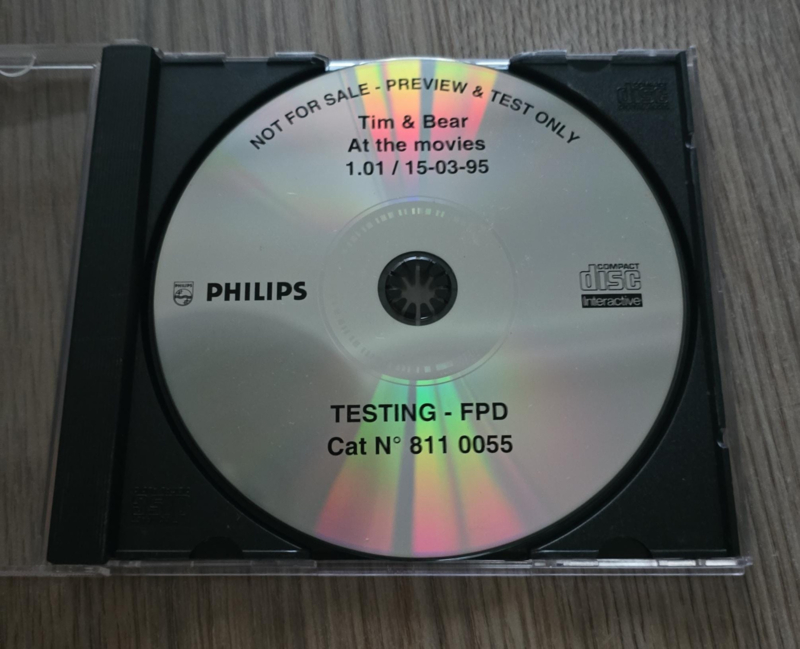 NOT FOR SALE - PREVIEW & TEST ONLY
Tim & Bear
At the movies
1.01 / 15-03-95
PHILIPS
PHILIPS
COMPACT
disc
Interactive
TESTING - FPD
Cat N° 811 0055